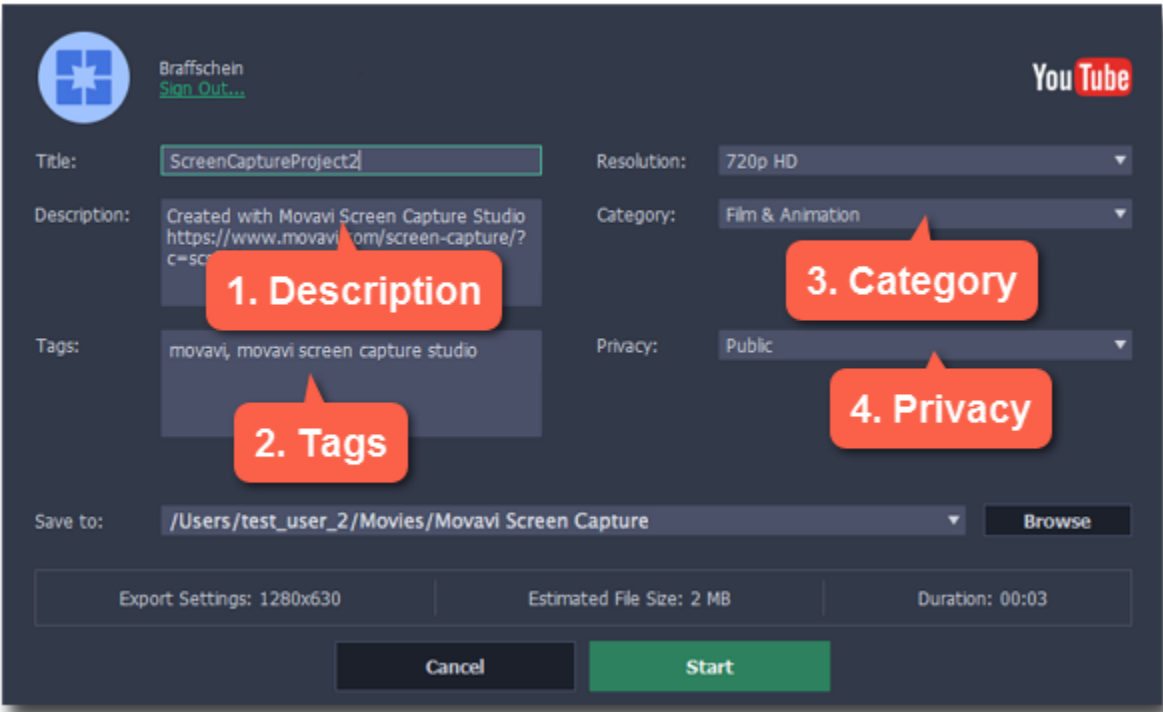 Braffschein
Sign Out...
You Tube
Title: ScreenCaptureProject2
Resolution: 720p HD
Description: Created with Movavi Screen Capture Studio
https://www.movavi.com/screen-capture/?
c=scr
Category: Film & Animation
1. Description
3. Category
Tags: movavi, movavi screen capture studio
Privacy: Public
2. Tags
4. Privacy
Save to: /Users/test_user_2/Movies/Movavi Screen Capture
Browse
Export Settings: 1280x630
Estimated File Size: 2 MB
Duration: 00:03
Cancel
Start